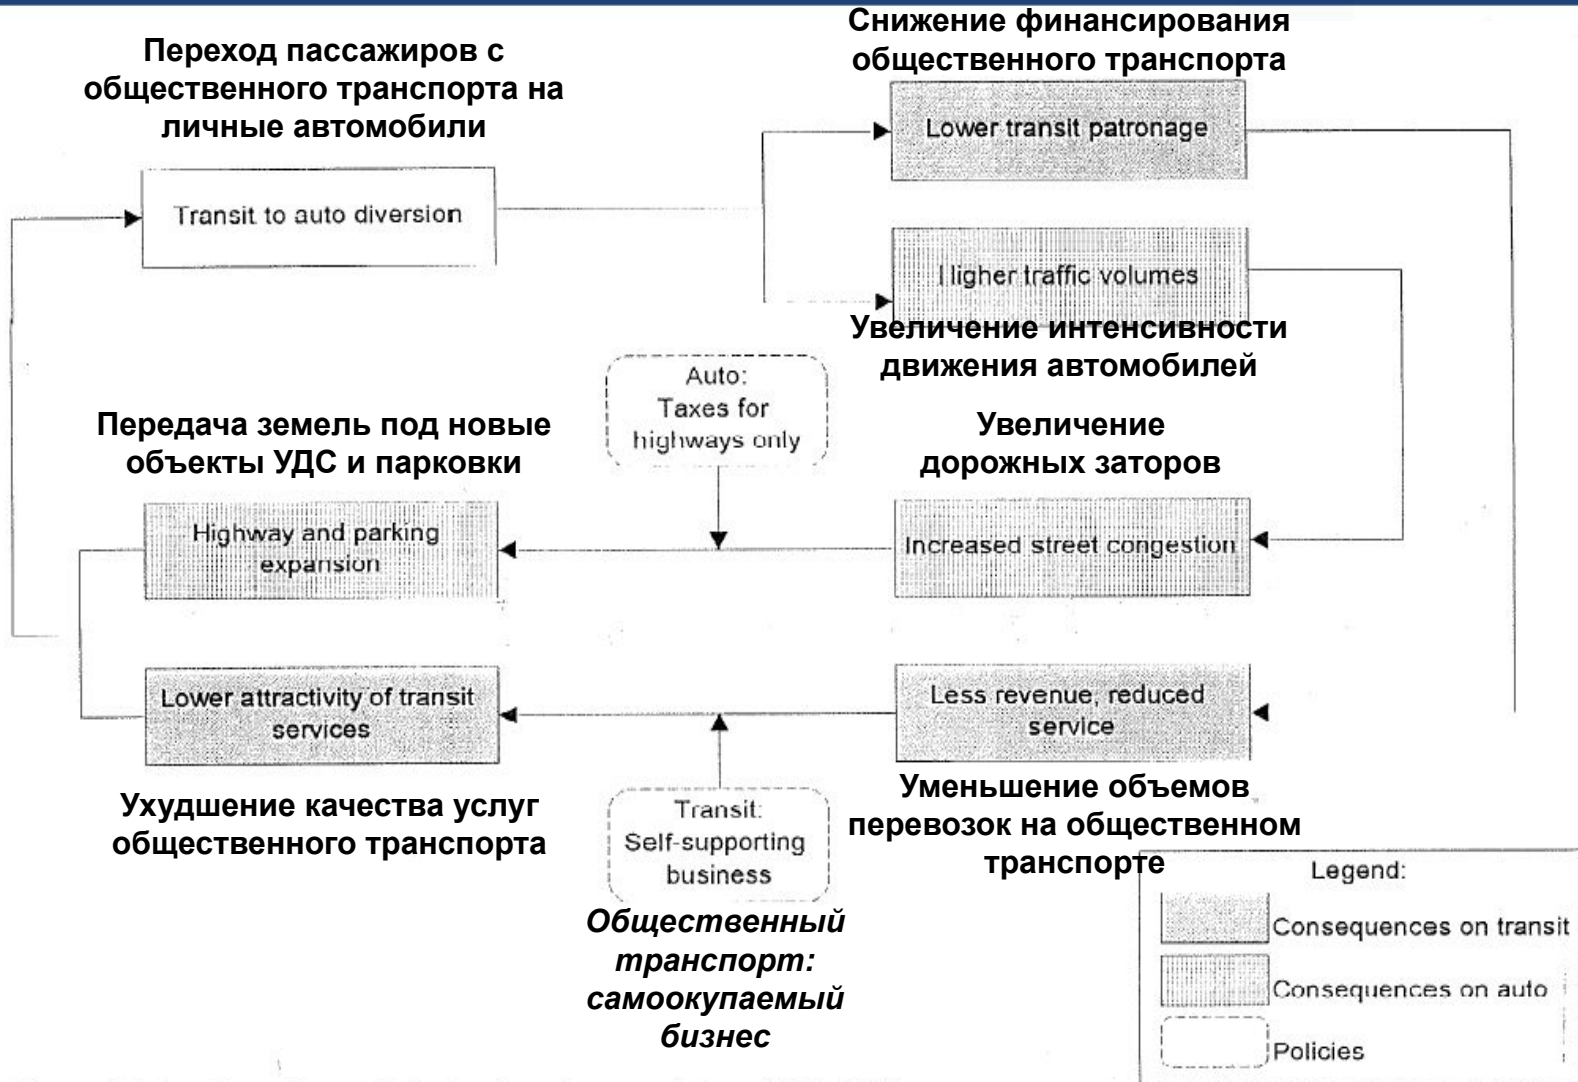 Снижение финансирования
общественного транспорта
Переход пассажиров с
общественного транспорта на
личные автомобили
Lower transit patronage
Transit to auto diversion
Higher traffic volumes
Увеличение интенсивности
движения автомобилей
Auto:
Taxes for
highways only
Передача земель под новые
объекты УДС и парковки
Увеличение
дорожных заторов
Highway and parking
expansion
Increased street congestion
Lower attractivity of transit
services
Less revenue, reduced
service
Ухудшение качества услуг
общественного транспорта
Transit:
Self-supporting
business
Уменьшение объемов
перевозок на общественном
транспорте
Общественный
транспорт:
самоокупаемый
бизнес
Legend:
Consequences on transit
Consequences on auto
Policies